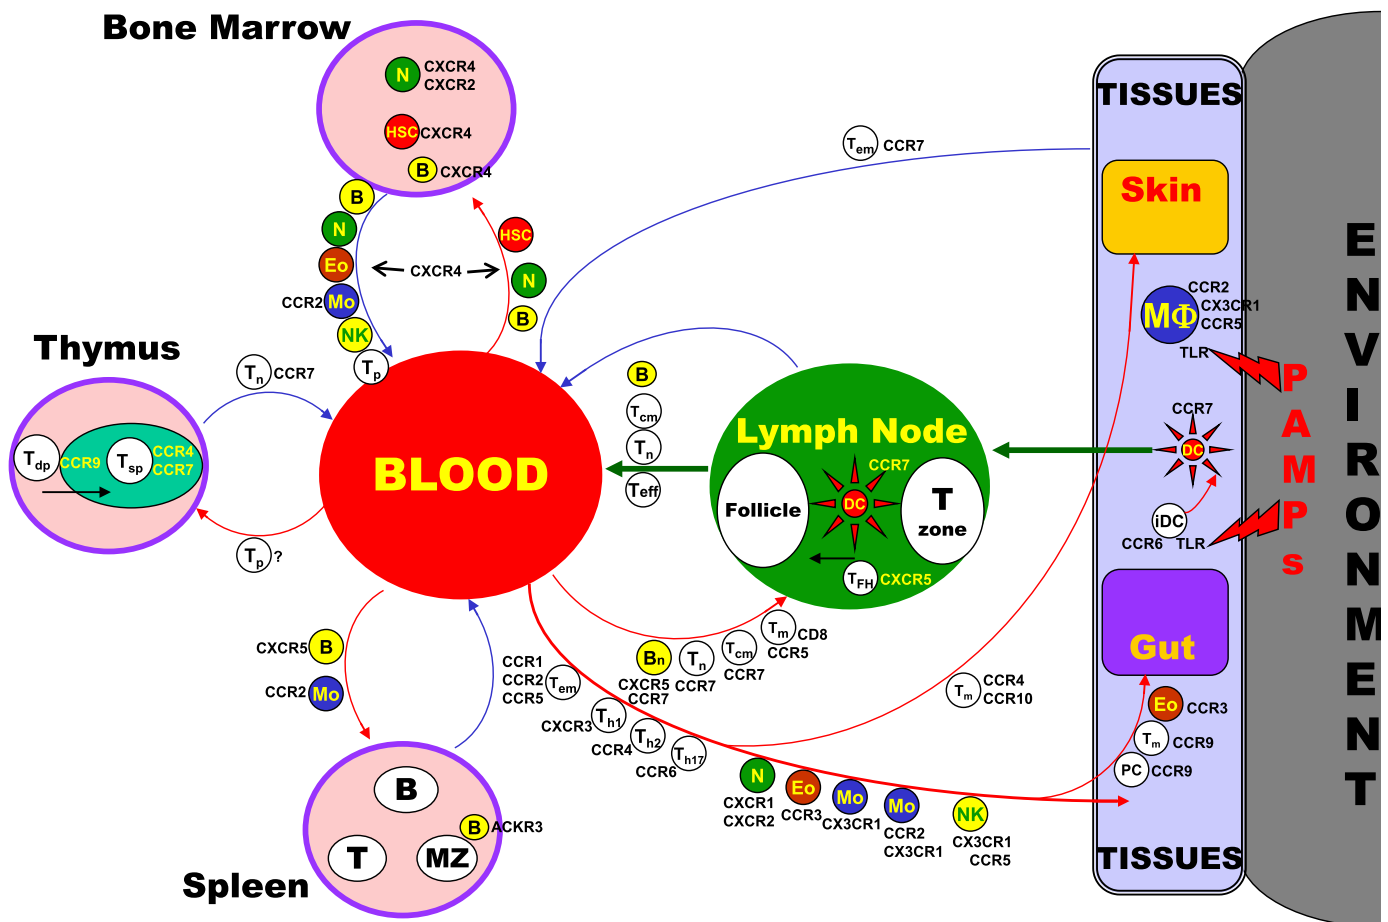 Bone Marrow
N
CXCR4
CXCR2
HSC
CXCR4
B
CXCR4
B
N
Eo
CCR2
Mo
NK
Tp
CXCR4
HSC
N
B
Thymus
Tn
CCR7
Tdp
CCR9
Tsp
CCR4
CCR7
Tp
?
BLOOD
B
Tcm
Tn
Teff
Lymph Node
CCR7
DC
Follicle
T
zone
TFH
CXCR5
Tem
CCR7
CXCR5
B
CCR2
Mo
B
T
MZ
B
ACKR3
Spleen
CCR1
CCR2
CCR5
Tem
CXCR3
Th1
CCR4
Th2
CCR6
Th17
Bn
CXCR5
CCR7
Tn
CCR7
Tcm
CCR7
Tm
CD8
CCR5
N
CXCR1
CXCR2
Eo
CCR3
Mo
CX3CR1
Mo
CCR2
CX3CR1
NK
CX3CR1
CCR5
Tm
CCR4
CCR10
TISSUES
Skin
MΦ
CCR2
CX3CR1
CCR5
TLR
CCR7
DC
iDC
CCR6
TLR
Gut
Eo
CCR3
Tm
CCR9
PC
CCR9
TISSUES
PAMPs
ENVIRONMENT